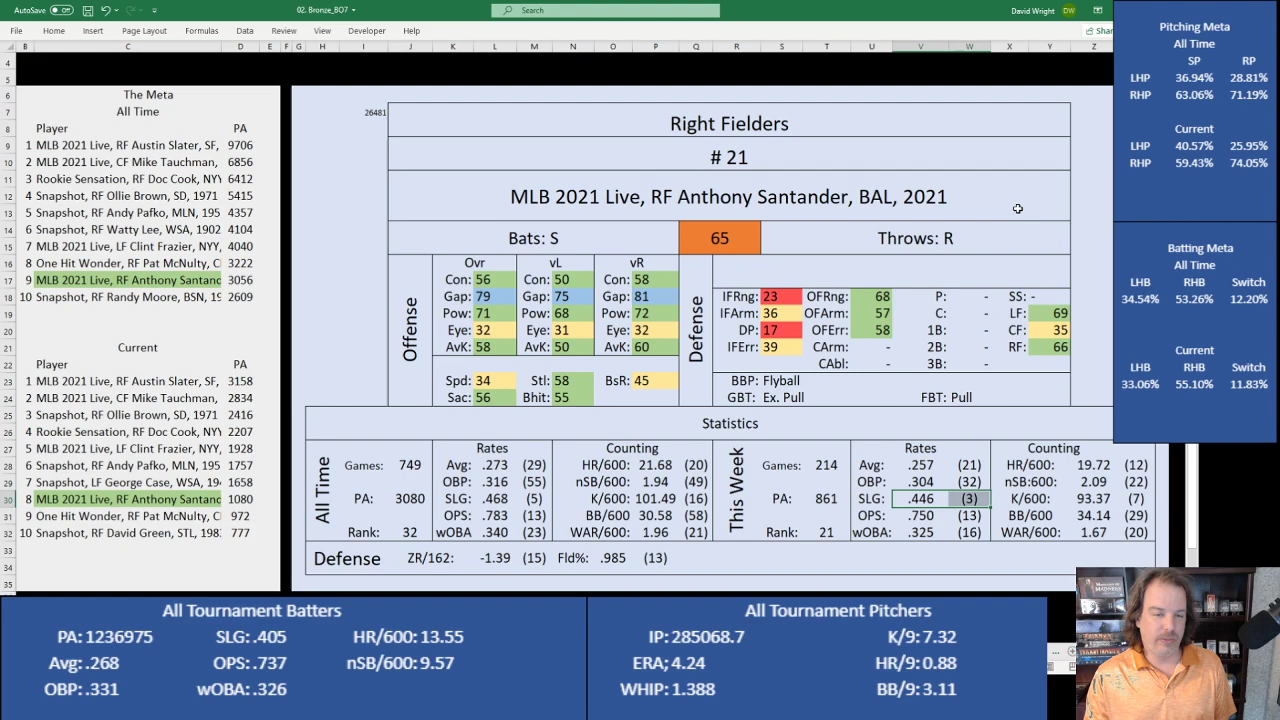 AutoSave Off 02. Bronze_BO7 Search David Wright DW
File Home Insert Page Layout Formulas Data Review View Developer Help Shar
B C D E F G H I J K L M N O P Q R S T U V W X Y Z
The Meta
All Time
Player PA
1 MLB 2021 Live, RF Austin Slater, SF, 9706
2 MLB 2021 Live, CF Mike Tauchman, 6856
3 Rookie Sensation, RF Doc Cook, NYY 6412
4 Snapshot, RF Ollie Brown, SD, 1971 5415
5 Snapshot, RF Andy Pafko, MLN, 195 4357
6 Snapshot, RF Watty Lee, WSA, 1902 4104
7 MLB 2021 Live, LF Clint Frazier, NYY, 4040
8 One Hit Wonder, RF Pat McNulty, C 3222
9 MLB 2021 Live, RF Anthony Santand 3056
10 Snapshot, RF Randy Moore, BSN, 19 2609
Current
Player PA
1 MLB 2021 Live, RF Austin Slater, SF, 3158
2 MLB 2021 Live, CF Mike Tauchman, 2834
3 Snapshot, RF Ollie Brown, SD, 1971 2416
4 Rookie Sensation, RF Doc Cook, NYY 2207
5 MLB 2021 Live, LF Clint Frazier, NYY, 1928
6 Snapshot, RF Andy Pafko, MLN, 195 1757
7 Snapshot, LF George Case, WSA, 194 1658
8 MLB 2021 Live, RF Anthony Santand 1080
9 One Hit Wonder, RF Pat McNulty, C 972
10 Snapshot, RF David Green, STL, 198 777
26481
Right Fielders
# 21
MLB 2021 Live, RF Anthony Santander, BAL, 2021
Bats: S 65 Throws: R
Offense
Ovr vL vR
Con: 56 Con: 50 Con: 58
Gap: 79 Gap: 75 Gap: 81
Pow: 71 Pow: 68 Pow: 72
Eye: 32 Eye: 31 Eye: 32
AvK: 58 AvK: 50 AvK: 60
Spd: 34 Stl: 58 BsR: 45
Sac: 56 Bhit: 55
Defense
IFRng: 23 OFRng: 68 P: - SS: -
IFArm: 36 OFArm: 57 C: - LF: 69
DP: 17 OFErr: 58 1B: - CF: 35
IFErr: 39 CArm: - 2B: - RF: 66
CAbl: - 3B: -
BBP: Flyball
GBT: Ex. Pull FBT: Pull
Statistics
All Time
Rates Counting
Games: 749 Avg: .273 (29) HR/600: 21.68 (20)
OBP: .316 (55) nSB/600: 1.94 (49)
PA: 3080 SLG: .468 (5) K/600: 101.49 (16)
OPS: .783 (13) BB/600 30.58 (58)
Rank: 32 wOBA .340 (23) WAR/600: 1.96 (21)
This Week
Rates Counting
Games: 214 Avg: .257 (21) HR/600: 19.72 (12)
OBP: .304 (32) nSB:600: 2.09 (22)
PA: 861 SLG: .446 (3) K/600: 93.37 (7)
OPS: .750 (13) BB/600 34.14 (29)
Rank: 21 wOBA: .325 (16) WAR/600: 1.67 (20)
Defense ZR/162: -1.39 (15) Fld%: .985 (13)
Pitching Meta
All Time
SP RP
LHP 36.94% 28.81%
RHP 63.06% 71.19%
Current
LHP 40.57% 25.95%
RHP 59.43% 74.05%
Batting Meta
All Time
LHB RHB Switch
34.54% 53.26% 12.20%
Current
LHB RHB Switch
33.06% 55.10% 11.83%
All Tournament Batters
PA: 1236975 SLG: .405 HR/600: 13.55
Avg: .268 OPS: .737 nSB/600: 9.57
OBP: .331 wOBA: .326
All Tournament Pitchers
IP: 285068.7 K/9: 7.32
ERA; 4.24 HR/9: 0.88
WHIP: 1.388 BB/9: 3.11